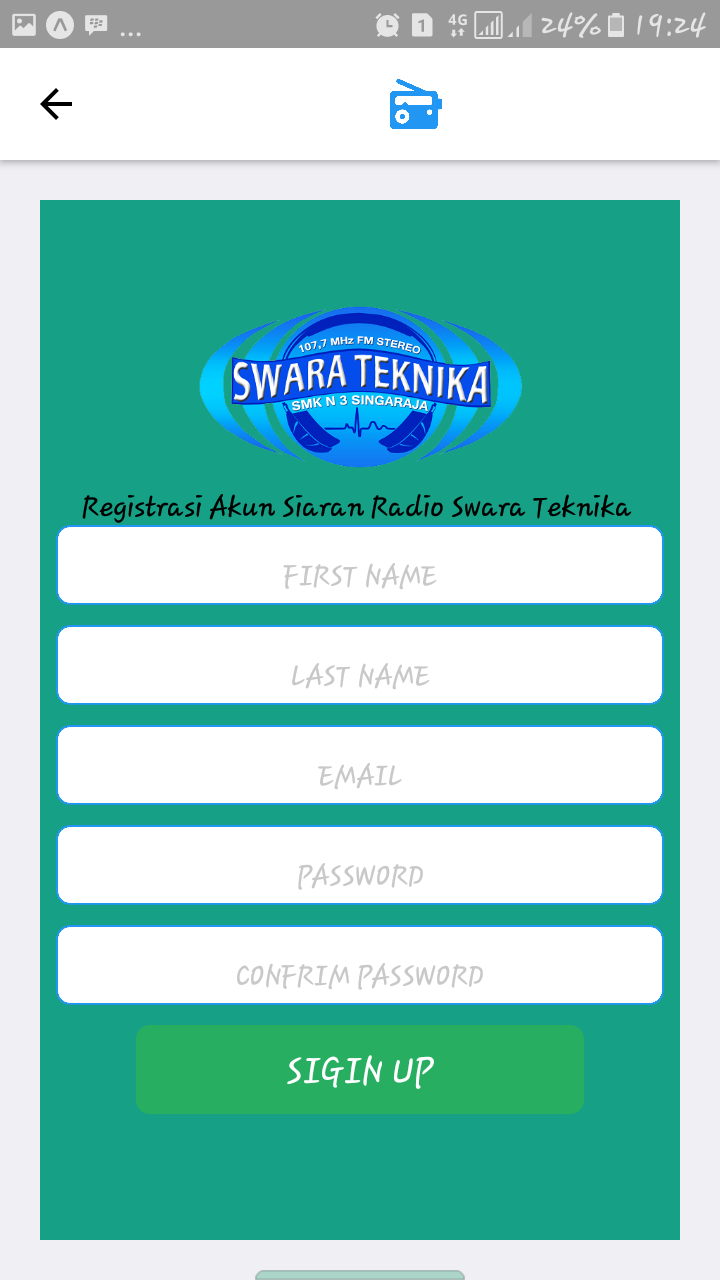 ... 1 4G 24% 19:24
107,7 MHz FM STEREO
SWARA TEKNIKA
SMK N 3 SINGARAJA
Registrasi Akun Siaran Radio Swara Teknika
FIRST NAME
LAST NAME
EMAIL
PASSWORD
CONFRIM PASSWORD
SIGIN UP